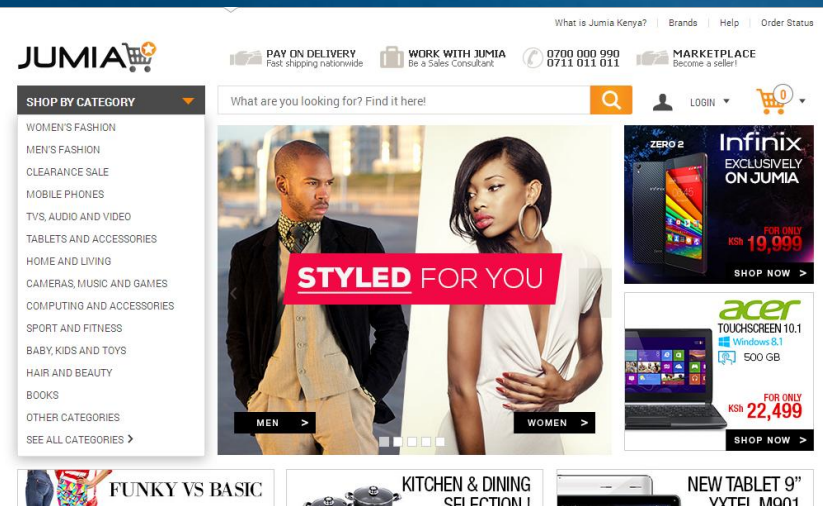 What is Jumia Kenya?
Brands
Help
Order Status
JUMIA
PAY ON DELIVERY
Fast shipping nationwide
WORK WITH JUMIA
Be a Sales Consultant
0700 000 990
0711 011 011
MARKETPLACE
Become a seller!
SHOP BY CATEGORY
What are you looking for? Find it here!
LOGIN
0
WOMEN'S FASHION
MEN'S FASHION
CLEARANCE SALE
MOBILE PHONES
TVS, AUDIO AND VIDEO
TABLETS AND ACCESSORIES
HOME AND LIVING
CAMERAS, MUSIC AND GAMES
COMPUTING AND ACCESSORIES
SPORT AND FITNESS
BABY, KIDS AND TOYS
HAIR AND BEAUTY
BOOKS
OTHER CATEGORIES
SEE ALL CATEGORIES >
STYLED FOR YOU
MEN >
WOMEN >
ZERO 2
Infinix
EXCLUSIVELY
ON JUMIA
FOR ONLY
KSh 19,999
SHOP NOW >
acer
TOUCHSCREEN 10.1
Windows 8.1
500 GB
FOR ONLY
KSh 22,499
SHOP NOW >
FUNKY VS BASIC
KITCHEN & DINING
SELECTION !
NEW TABLET 9”
YYTEL M901